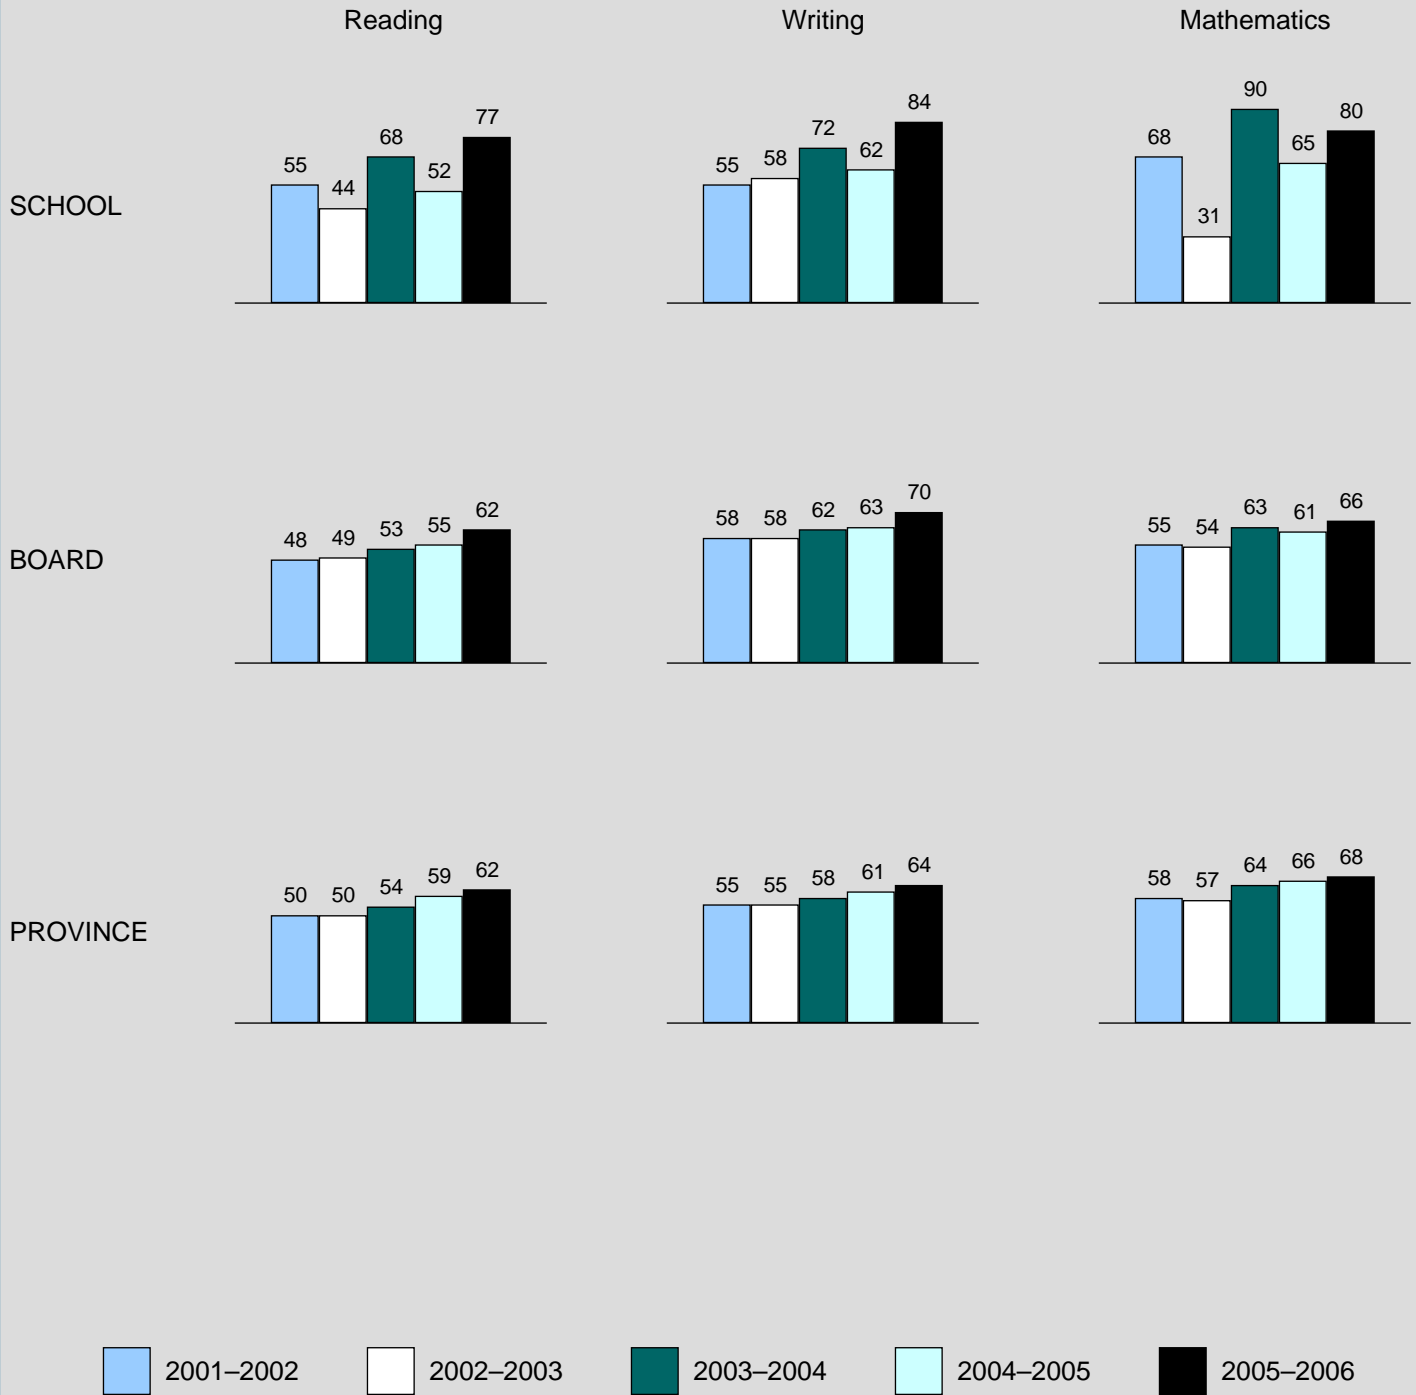 Reading Writing Mathematics
SCHOOL
55 44 68 52 77
55 58 72 62 84
68 31 90 65 80
BOARD
48 49 53 55 62
58 58 62 63 70
55 54 63 61 66
PROVINCE
50 50 54 59 62
55 55 58 61 64
58 57 64 66 68
2001–2002 2002–2003 2003–2004 2004–2005 2005–2006